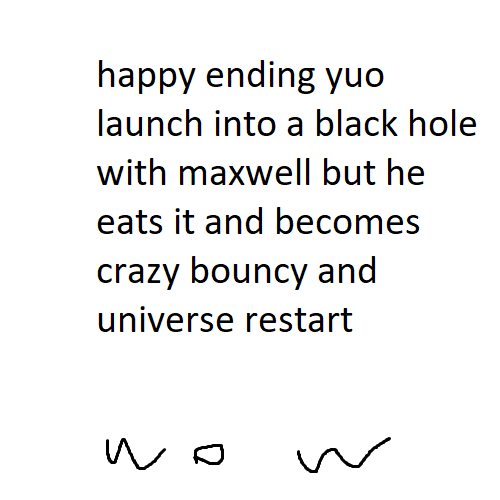 happy ending yuo
launch into a black hole
with maxwell but he
eats it and becomes
crazy bouncy and
universe restart
w o w